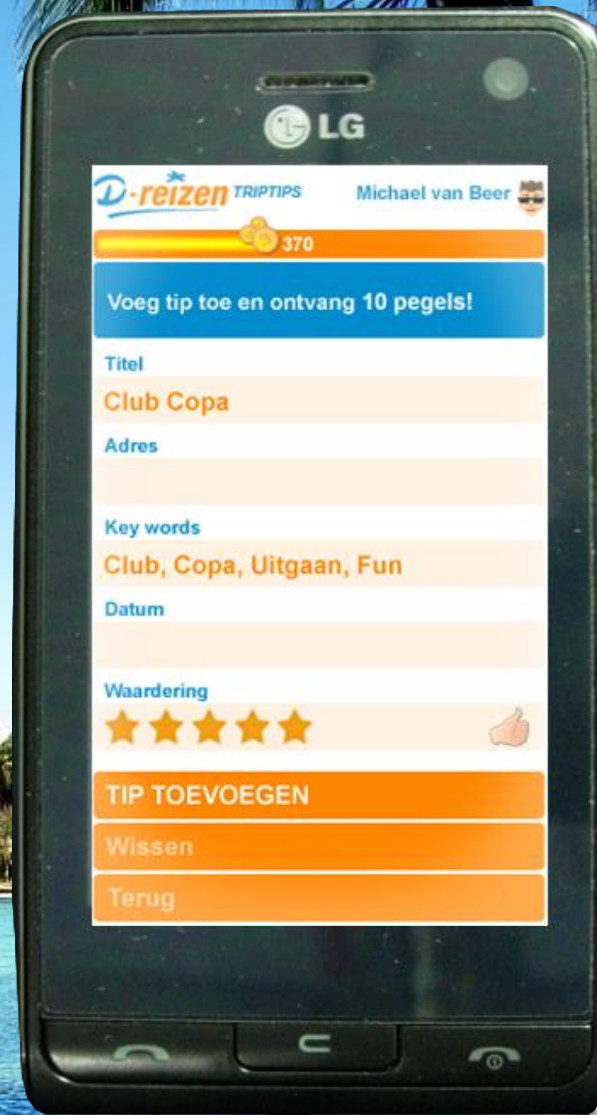 LG
D-reizen TRIPTIPS Michael van Beer
370
Voeg tip toe en ontvang 10 pegels!
Titel
Club Copa
Adres
Key words
Club, Copa, Uitgaan, Fun
Datum
Waardering
TIP TOEVOEGEN
Wissen
Terug